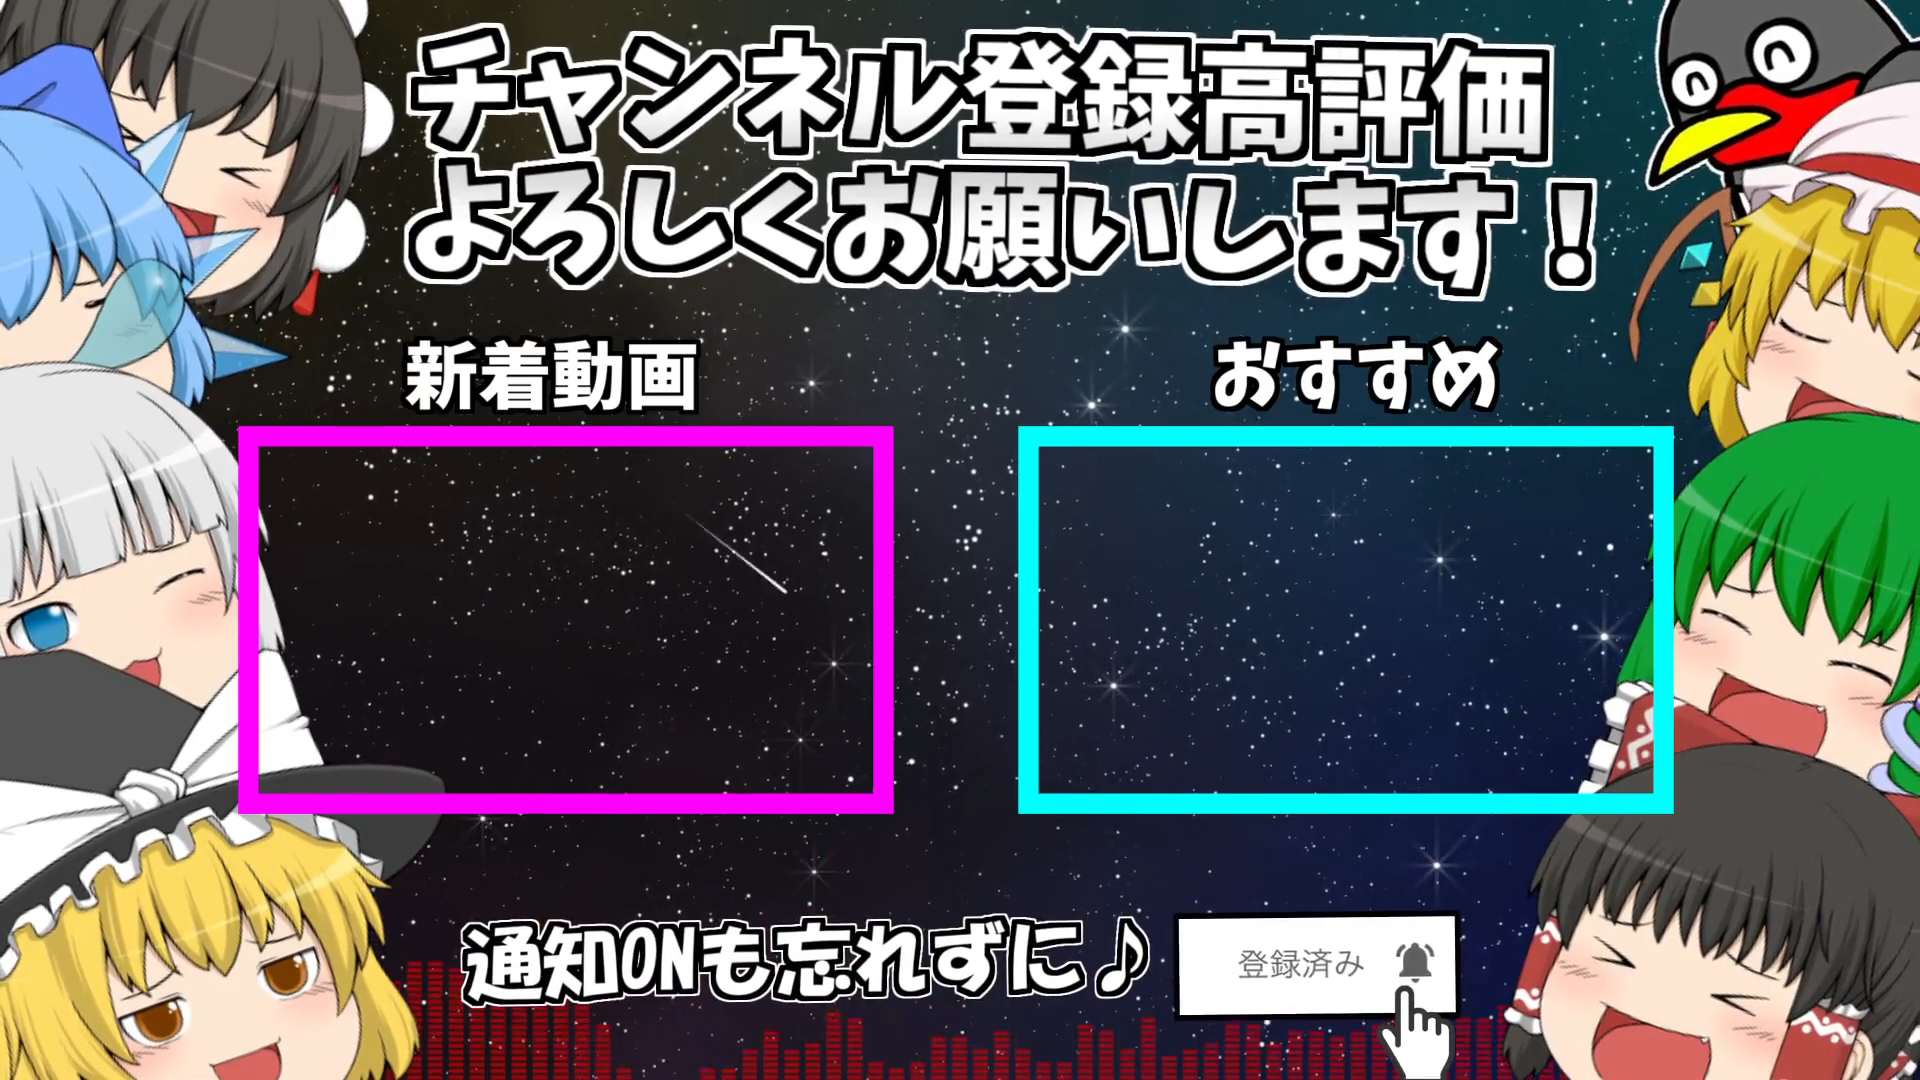 チャンネル登録高評価
よろしくお願いします！
新着動画
おすすめ
通知ONも忘れずに♪
登録済み